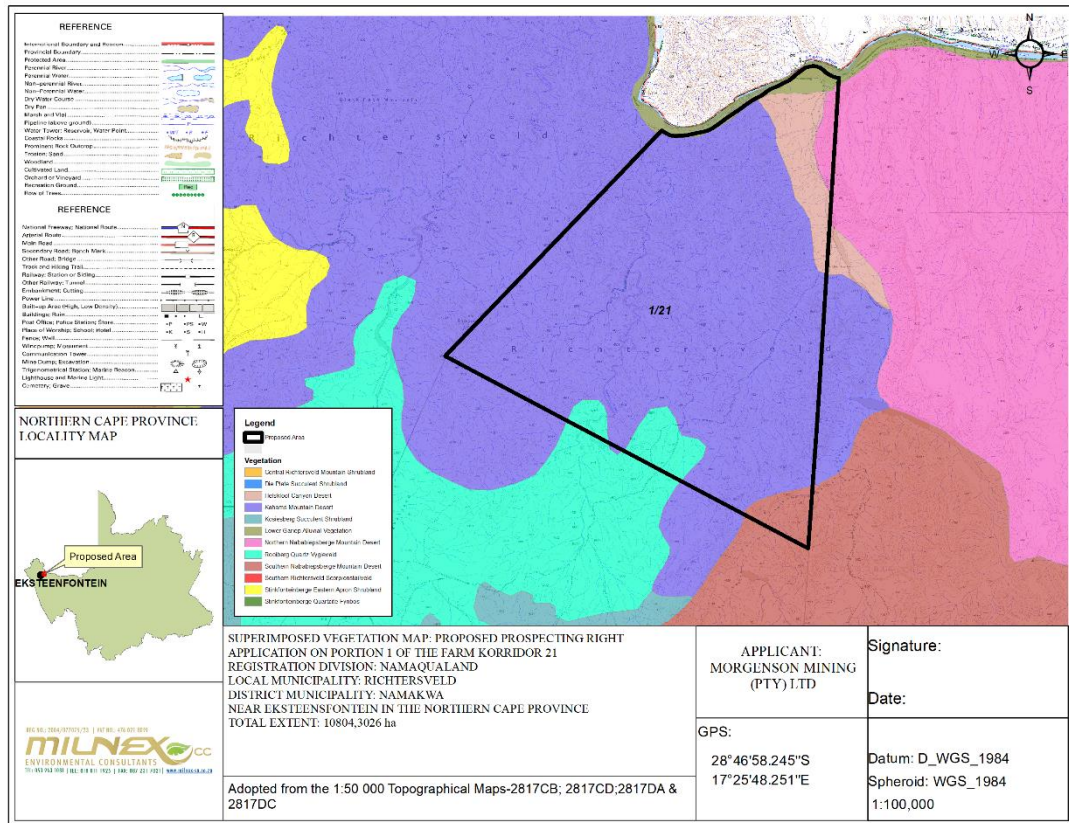 REFERENCE
International Boundary and Beacon
Provincial Boundary
Protected Area
Perennial River
Perennial Water
Non-perennial River
Non-Perennial Water
Dry Water Course
Dry Pan
Marsh and Vlei
Pipeline (above ground)
Water Tower; Reservoir; Water Point
Coastal Rocks
Prominent Rock Outcrop
Erosion; Sand
Woodland
Cultivated Land
Orchard or Vineyard
Recreation Ground
Row of Trees
REFERENCE
National Freeway; National Route
Arterial Route
Main Road
Secondary Road; Bench Mark
Other Road; Bridge
Track and Hiking Trail
Railway; Station or Siding
Other Railway; Tunnel
Embankment; Cutting
Power Line
Built-up Area (High, Low Density)
Buildings; Ruin
Post Office; Police Station; Store
Place of Worship; School; Hotel
Fence; Wall
Windpump; Monument
Communication Tower
Mine Dump; Excavation
Trigonometrical Station; Marine Beacon
Lighthouse and Marine Light
Cemetery; Grave
N
W
E
S
Richtersveld
1/21
Richtersveld
NORTHERN CAPE PROVINCE
LOCALITY MAP
Proposed Area
EKSTEENFONTEIN
Legend
Proposed Area
Vegetation
Central Richtersveld Mountain Shrubland
Die Plate Succulent Shrubland
Helskloof Canyon Desert
Kahams Mountain Desert
Kosiesberg Succulent Shrubland
Lower Gariep Alluvial Vegetation
Northern Nababiepsberge Mountain Desert
Rooiberg Quartz Vygieveld
Southern Nababiepsberge Mountain Desert
Southern Richtersveld Scorpionstailveld
Stinkfonteinberge Eastern Apron Shrubland
Stinkfonteinberge Quartzite Fynbos
MILNEX CC
ENVIRONMENTAL CONSULTANTS
SUPERIMPOSED VEGETATION MAP: PROPOSED PROSPECTING RIGHT
APPLICATION ON PORTION 1 OF THE FARM KORRIDOR 21
REGISTRATION DIVISION: NAMAQUALAND
LOCAL MUNICIPALITY: RICHTERSVELD
DISTRICT MUNICIPALITY: NAMAKWA
NEAR EKSTEENSFONTEIN IN THE NORTHERN CAPE PROVINCE
TOTAL EXTENT: 10804,3026 ha
Adopted from the 1:50 000 Topographical Maps-2817CB; 2817CD;2817DA &
2817DC
APPLICANT:
MORGENSON MINING
(PTY) LTD
GPS:
28°46'58.245"S
17°25'48.251"E
Signature:
Date:
Datum: D_WGS_1984
Spheroid: WGS_1984
1:100,000